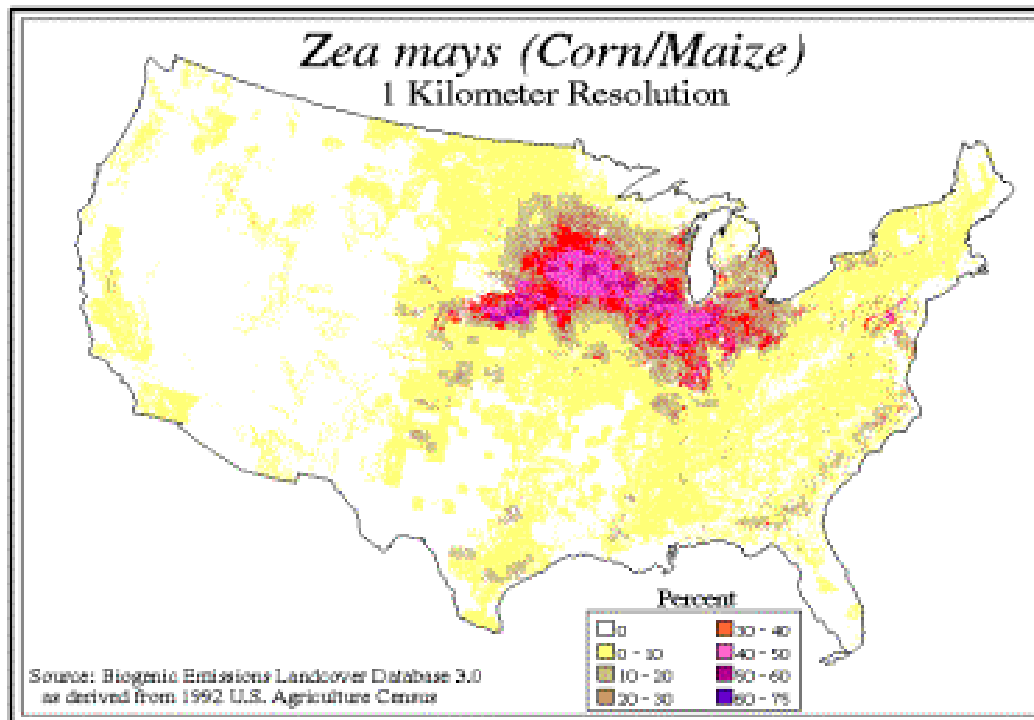 Zea mays (Corn/Maize)
1 Kilometer Resolution
Percent
0
0 - 10
10 - 20
20 - 30
30 - 40
40 - 50
50 - 60
60 - 75
Source: Biogenic Emissions Landcover Database 3.0
as derived from 1992 U.S. Agriculture Census